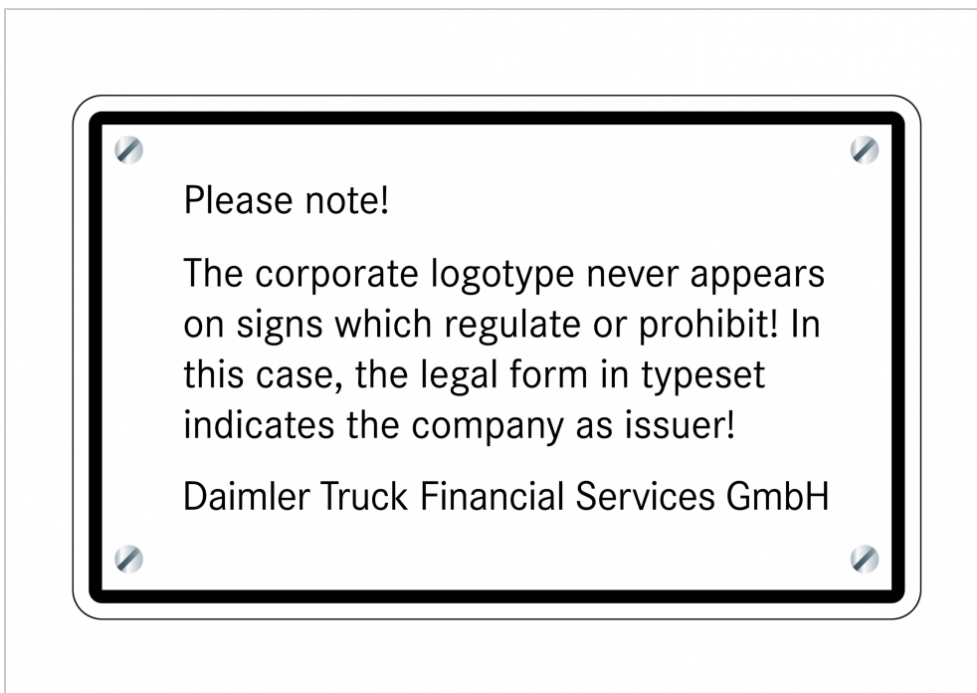 Please note!
The corporate logotype never appears
on signs which regulate or prohibit! In
this case, the legal form in typeset
indicates the company as issuer!
Daimler Truck Financial Services GmbH